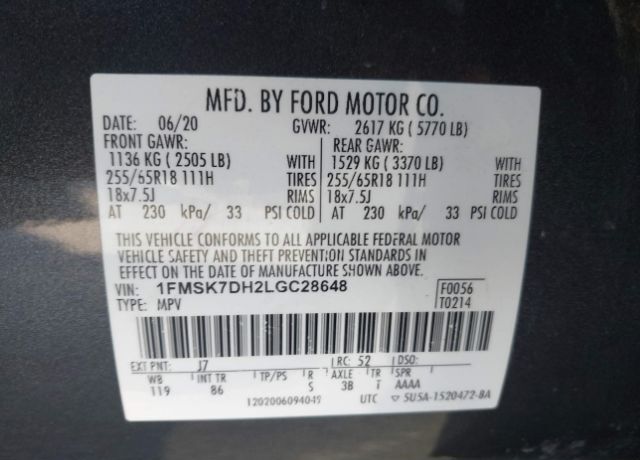 MFD. BY FORD MOTOR CO.
DATE: 06/20 GVWR: 2617 KG ( 5770 LB)
FRONT GAWR: REAR GAWR:
1136 KG ( 2505 LB) WITH 1529 KG ( 3370 LB) WITH
255/65R18 111H TIRES 255/65R18 111H TIRES
18x7.5J RIMS 18x7.5J RIMS
AT 230 kPa/ 33 PSI COLD AT 230 kPa/ 33 PSI COLD
THIS VEHICLE CONFORMS TO ALL APPLICABLE FEDERAL MOTOR
VEHICLE SAFETY AND THEFT PREVENTION STANDARDS IN
EFFECT ON THE DATE OF MANUFACTURE SHOWN ABOVE.
VIN: 1FMSK7DH2LGC28648 F0056
TYPE: MPV T0214
EXT PNT: J7 RC: 52 DSO:
WB INT TR TP/PS R AXLE TR SPR
119 86 S 3B T AAAA
1202006094049 UTC ▽ 5USA-1520472-BA